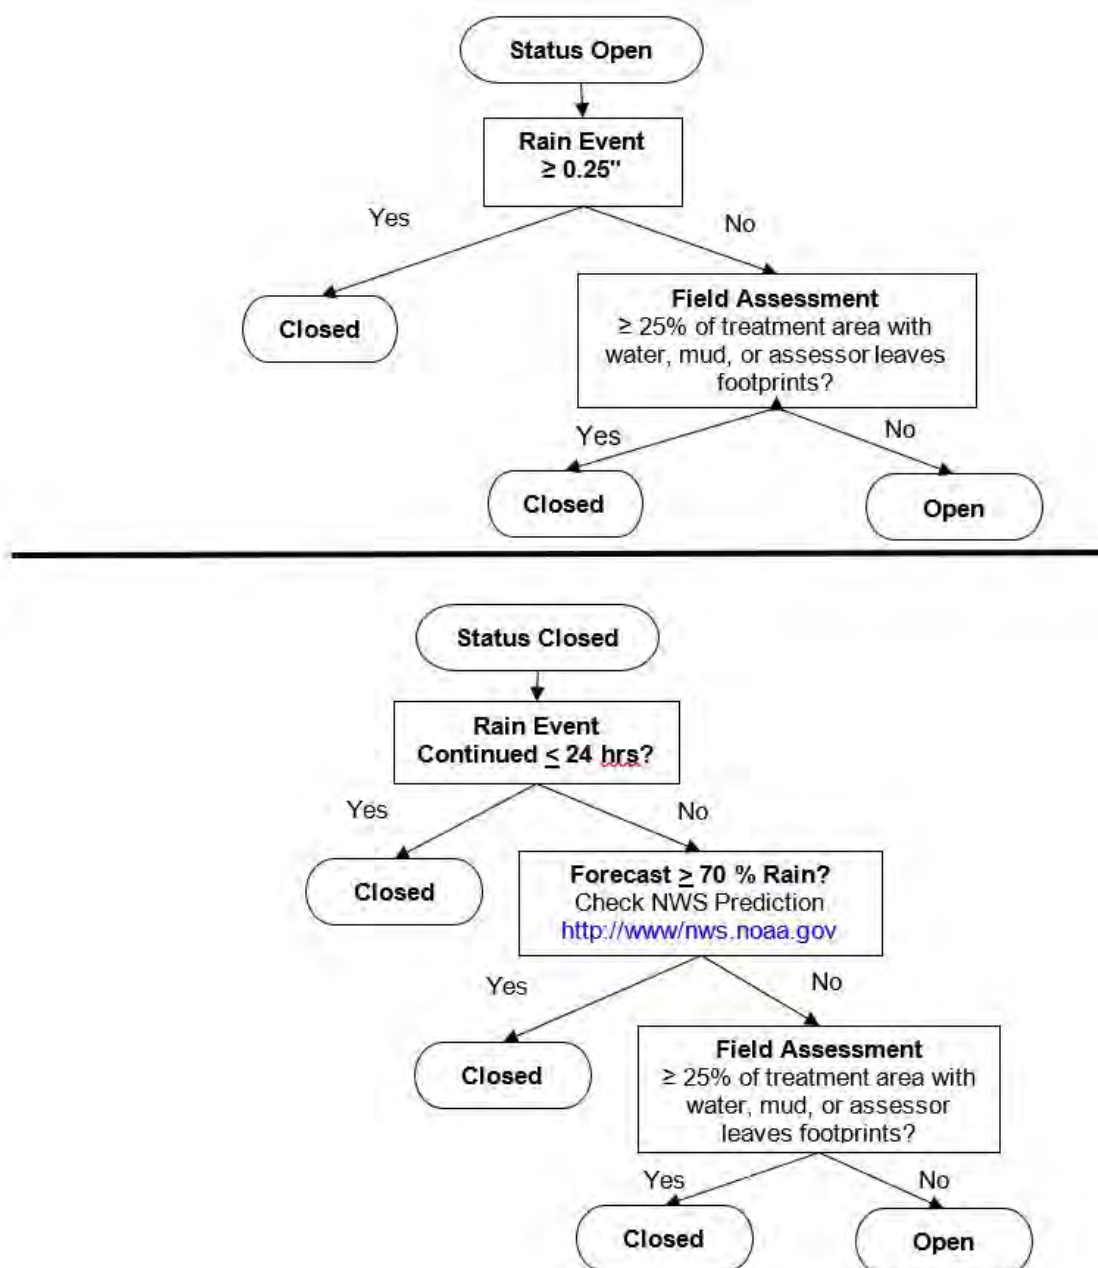 Status Open
Rain Event
≥ 0.25"
Yes
No
Closed
Field Assessment
≥ 25% of treatment area with
water, mud, or assessor leaves
footprints?
Yes
No
Closed
Open
Status Closed
Rain Event
Continued ≤ 24 hrs?
Yes
No
Closed
Forecast ≥ 70 % Rain?
Check NWS Prediction
http://www/nws.noaa.gov
Yes
No
Closed
Field Assessment
≥ 25% of treatment area with
water, mud, or assessor
leaves footprints?
Yes
No
Closed
Open